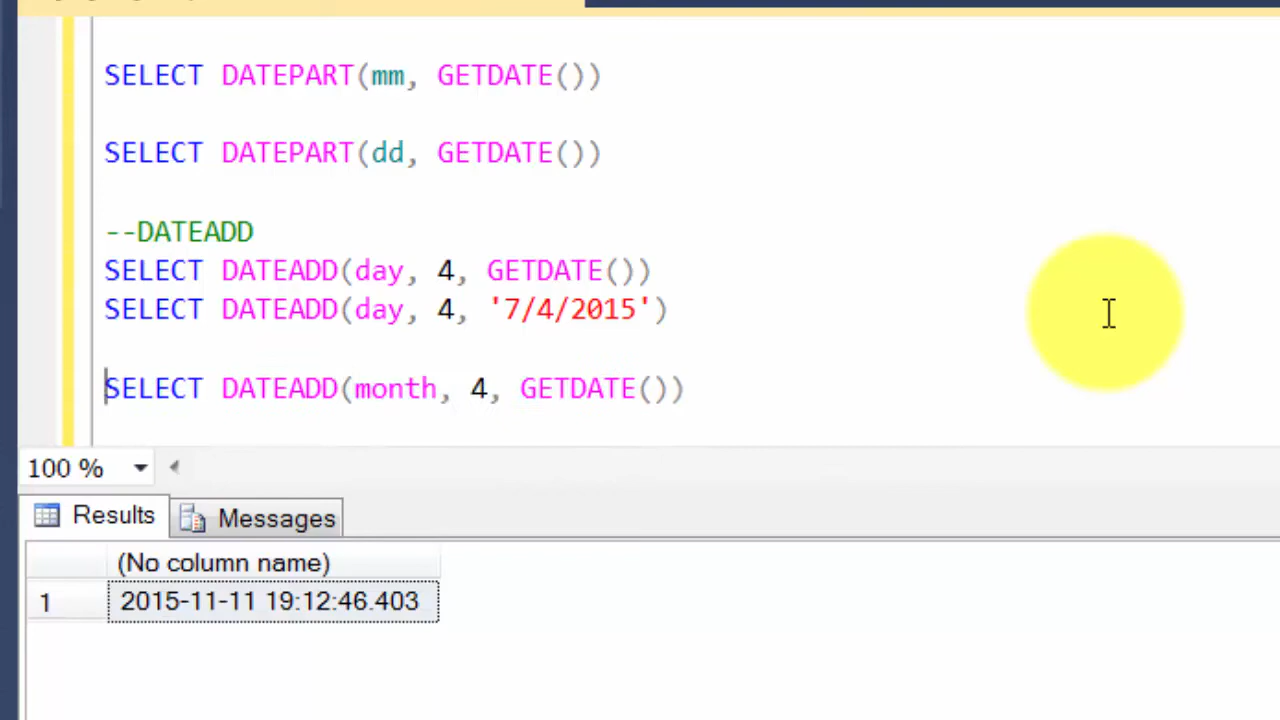 SELECT DATEPART(mm, GETDATE())
SELECT DATEPART(dd, GETDATE())
--DATEADD
SELECT DATEADD(day, 4, GETDATE())
SELECT DATEADD(day, 4, '7/4/2015')
SELECT DATEADD(month, 4, GETDATE())
100 %
Results Messages
(No column name)
1 2015-11-11 19:12:46.403